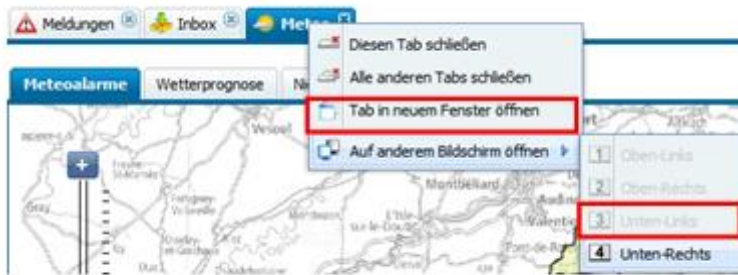 Meldungen Inbox Meteo
Diesen Tab schließen
Alle anderen Tabs schließen
Meteoalarme Wetterprognose
Tab in neuem Fenster öffnen
Vesoul
Auf anderem Bildschirm öffnen
1 Oben-Links
Montbéliard
2 Oben-Rechts
Gray
3 Unten-Links
4 Unten-Rechts